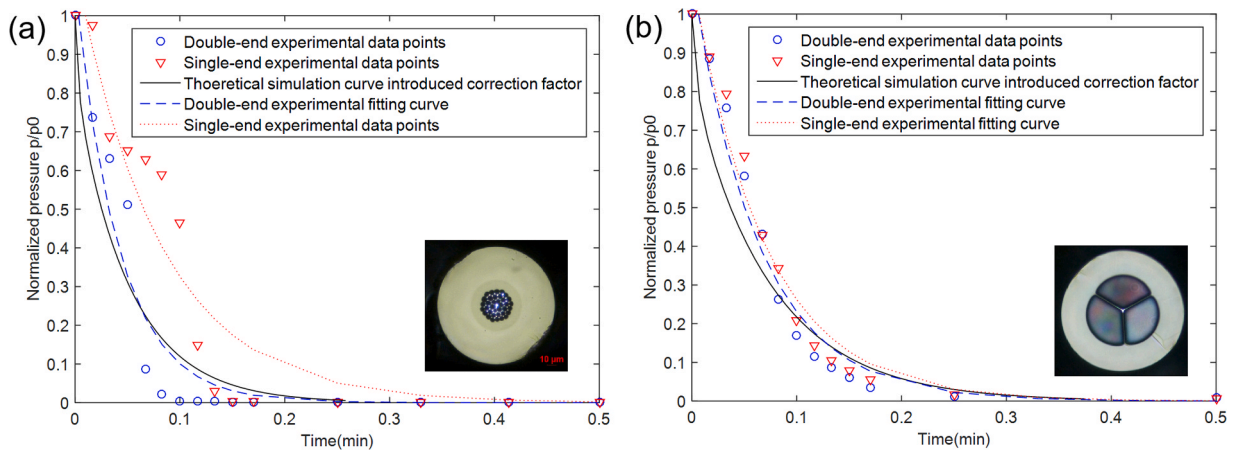 (a)
Normalized pressure p/p0
1
0.9
0.8
0.7
0.6
0.5
0.4
0.3
0.2
0.1
0
Double-end experimental data points
Single-end experimental data points
Thoeretical simulation curve introduced correction factor
Double-end experimental fitting curve
Single-end experimental data points
10 μm
0
0.1
0.2
0.3
0.4
0.5
Time(min)
(b)
Normalized pressure p/p0
1
0.9
0.8
0.7
0.6
0.5
0.4
0.3
0.2
0.1
0
Double-end experimental data points
Single-end experimental data points
Thoeretical simulation curve introduced correction factor
Double-end experimental fitting curve
Single-end experimental fitting curve
0
0.1
0.2
0.3
0.4
0.5
Time(min)